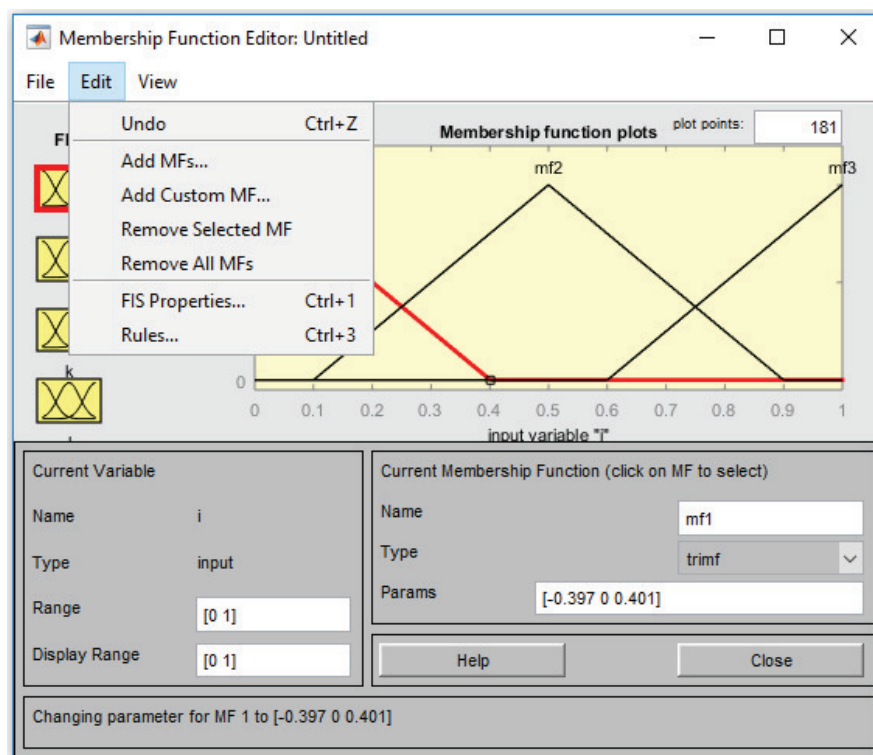 Membership Function Editor: Untitled
File Edit View
Undo Ctrl+Z
Add MFs...
Add Custom MF...
Remove Selected MF
Remove All MFs
FIS Properties... Ctrl+1
Rules... Ctrl+3
Membership function plots
plot points: 181
mf2
mf3
k
0
0 0.1 0.2 0.3 0.4 0.5 0.6 0.7 0.8 0.9 1
input variable "i"
Current Variable
Name i
Type input
Range [0 1]
Display Range [0 1]
Current Membership Function (click on MF to select)
Name mf1
Type trimf
Params [-0.397 0 0.401]
Help Close
Changing parameter for MF 1 to [-0.397 0 0.401]